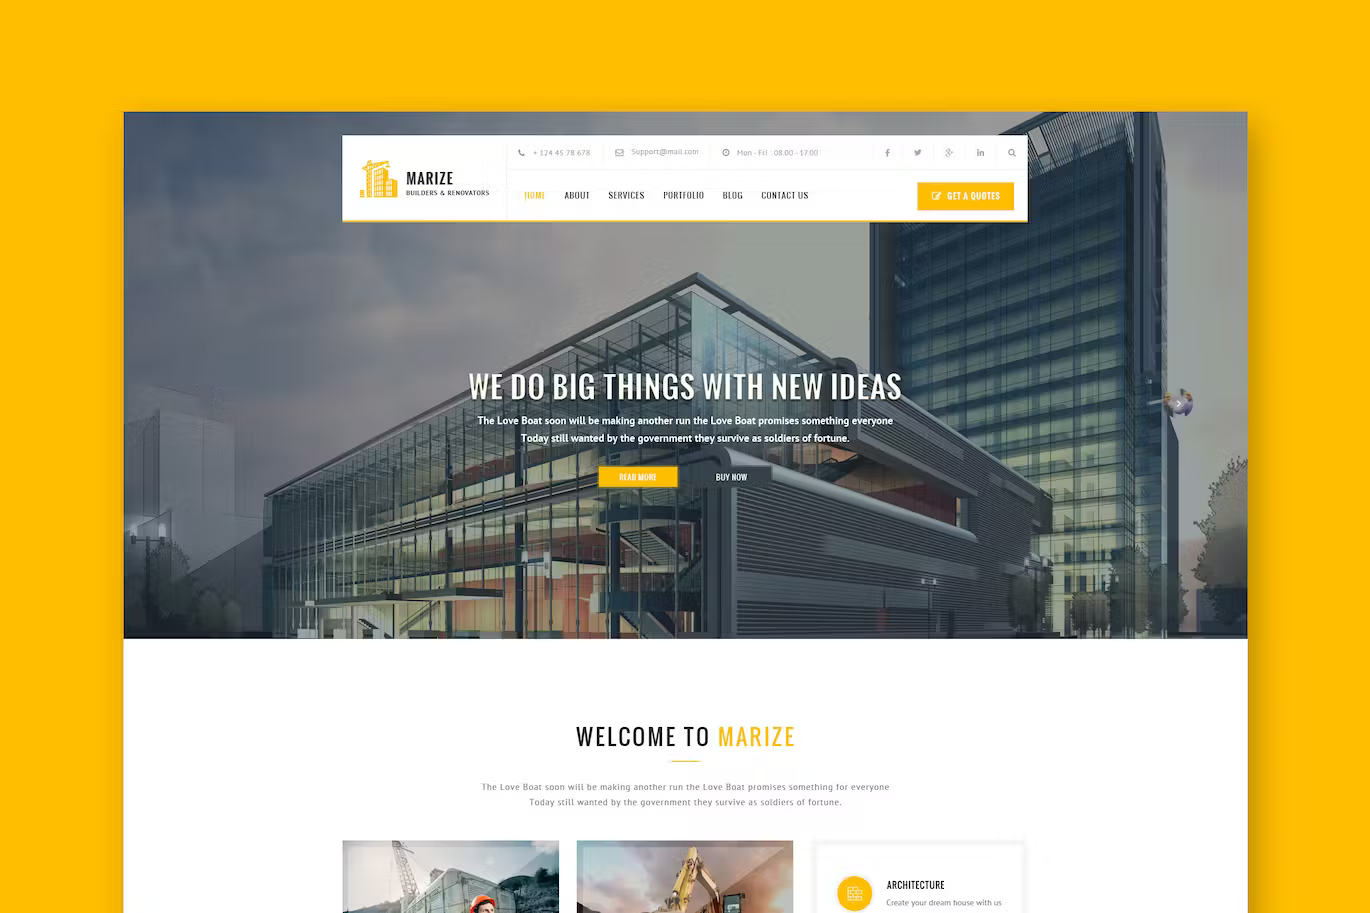 + 124 45 78 678
Support@mail.com
Mon - Fri : 08.00 - 17.00
MARIZE
BUILDERS & RENOVATORS
HOME
ABOUT
SERVICES
PORTFOLIO
BLOG
CONTACT US
GET A QUOTES
WE DO BIG THINGS WITH NEW IDEAS
The Love Boat soon will be making another run the Love Boat promises something everyone
Today still wanted by the government they survive as soldiers of fortune.
READ MORE
BUY NOW
WELCOME TO MARIZE
The Love Boat soon will be making another run the Love Boat promises something for everyone
Today still wanted by the government they survive as soldiers of fortune.
ARCHITECTURE
Create your dream house with us